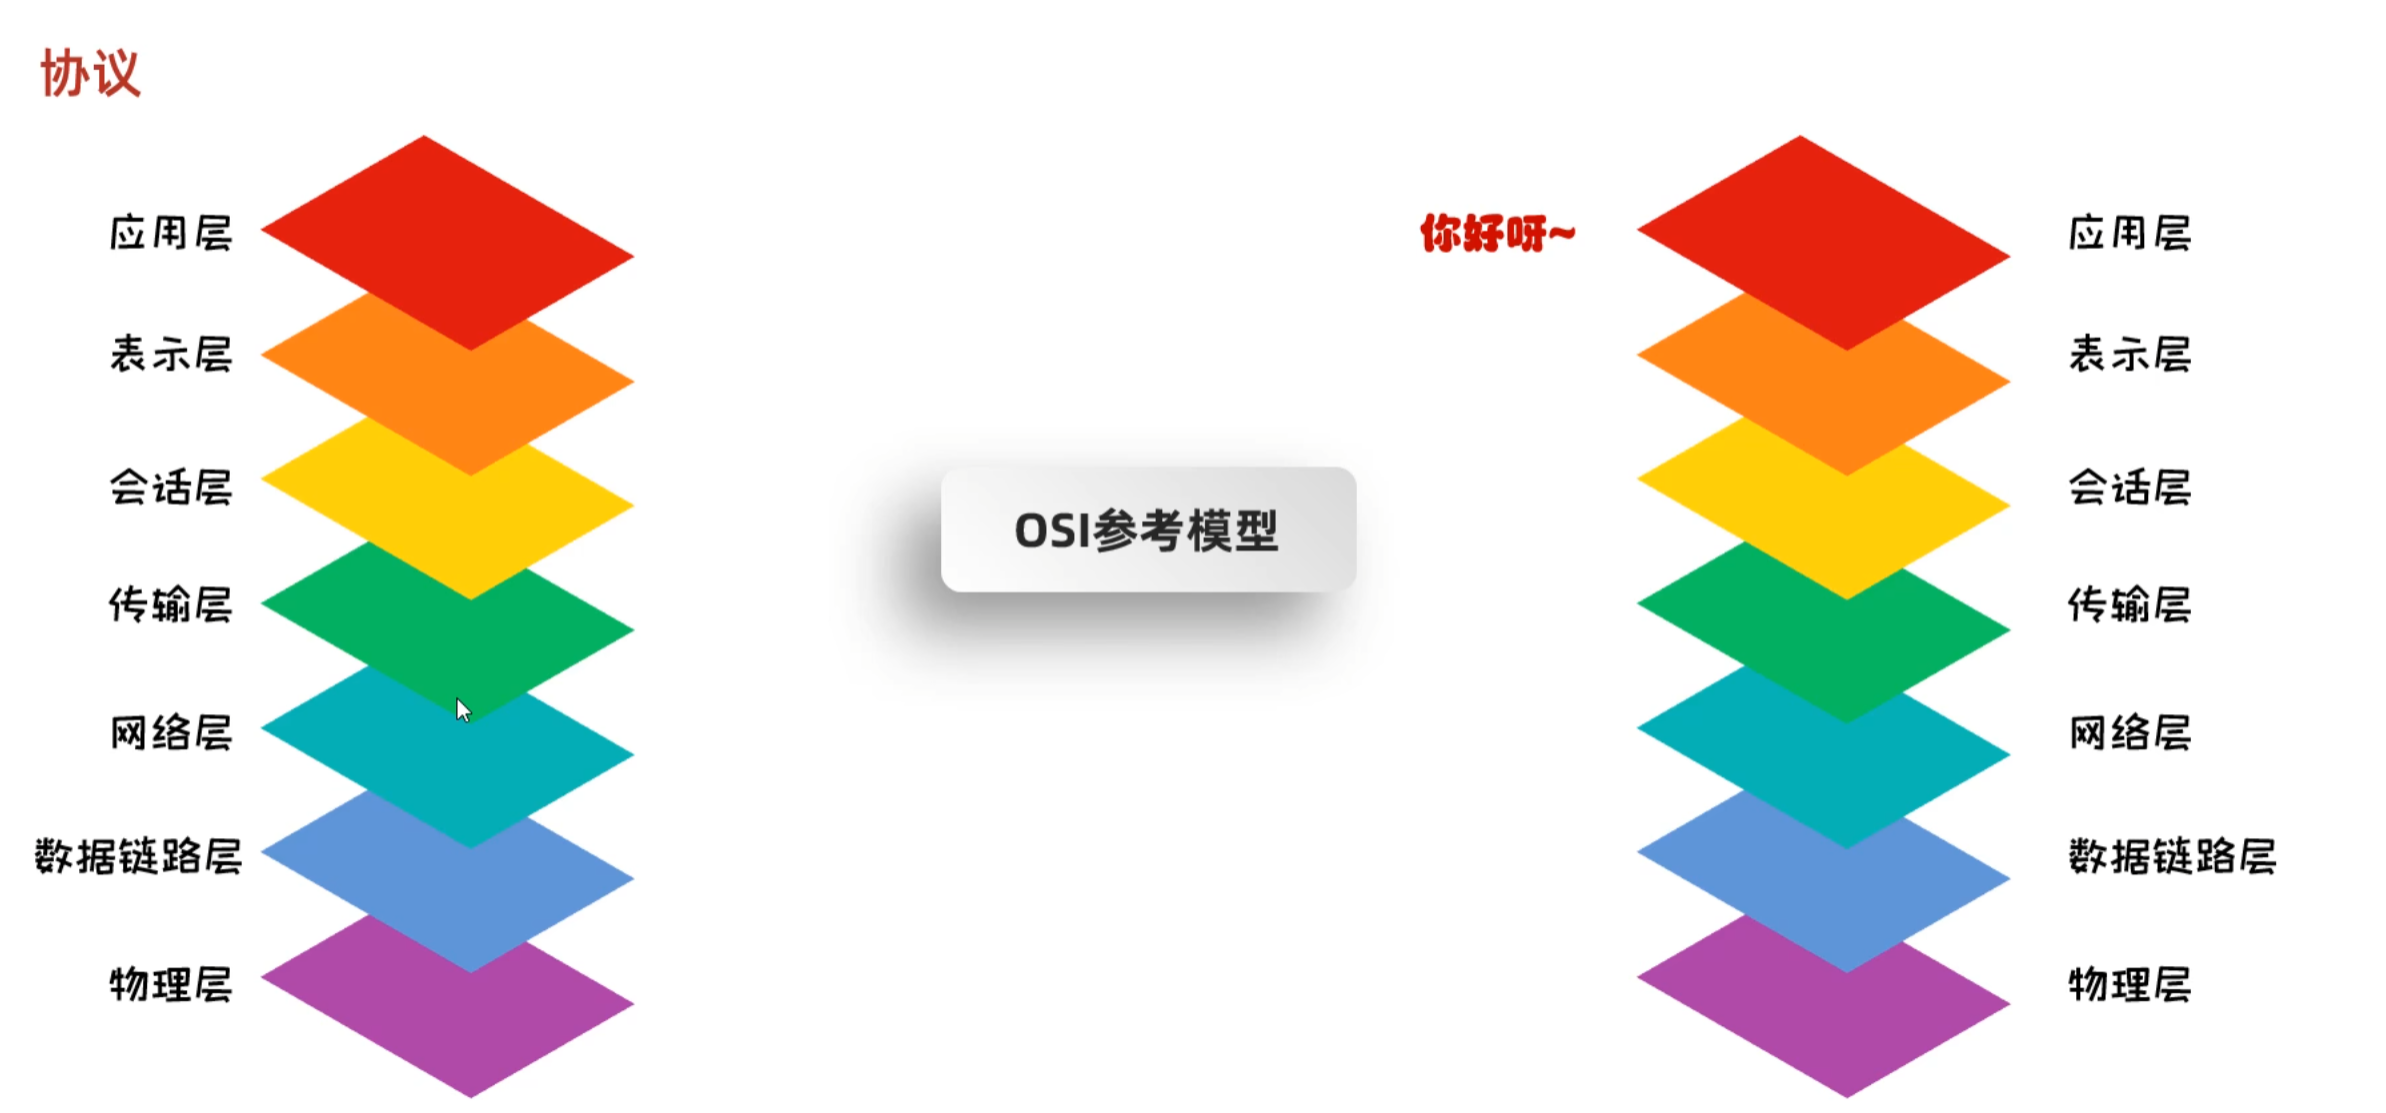 协议
应用层
表示层
会话层
传输层
网络层
数据链路层
物理层
OSI参考模型
你好呀~
应用层
表示层
会话层
传输层
网络层
数据链路层
物理层